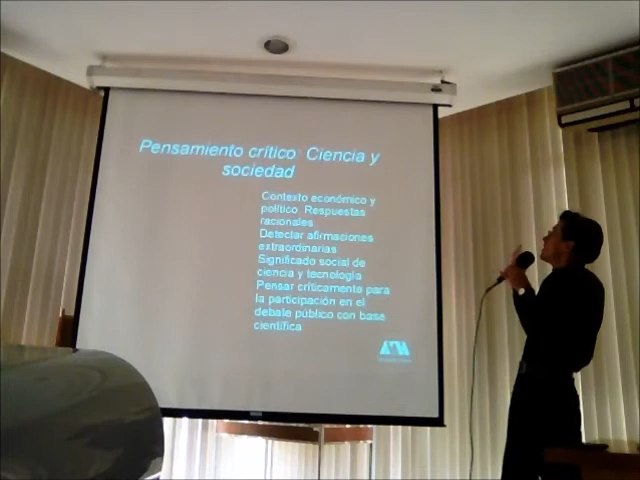 Pensamiento crítico: Ciencia y
sociedad
Contexto económico y
político. Respuestas
racionales
Detectar afirmaciones
extraordinarias
Significado social de
ciencia y tecnología
Pensar críticamente para
la participación en el
debate público con base
científica